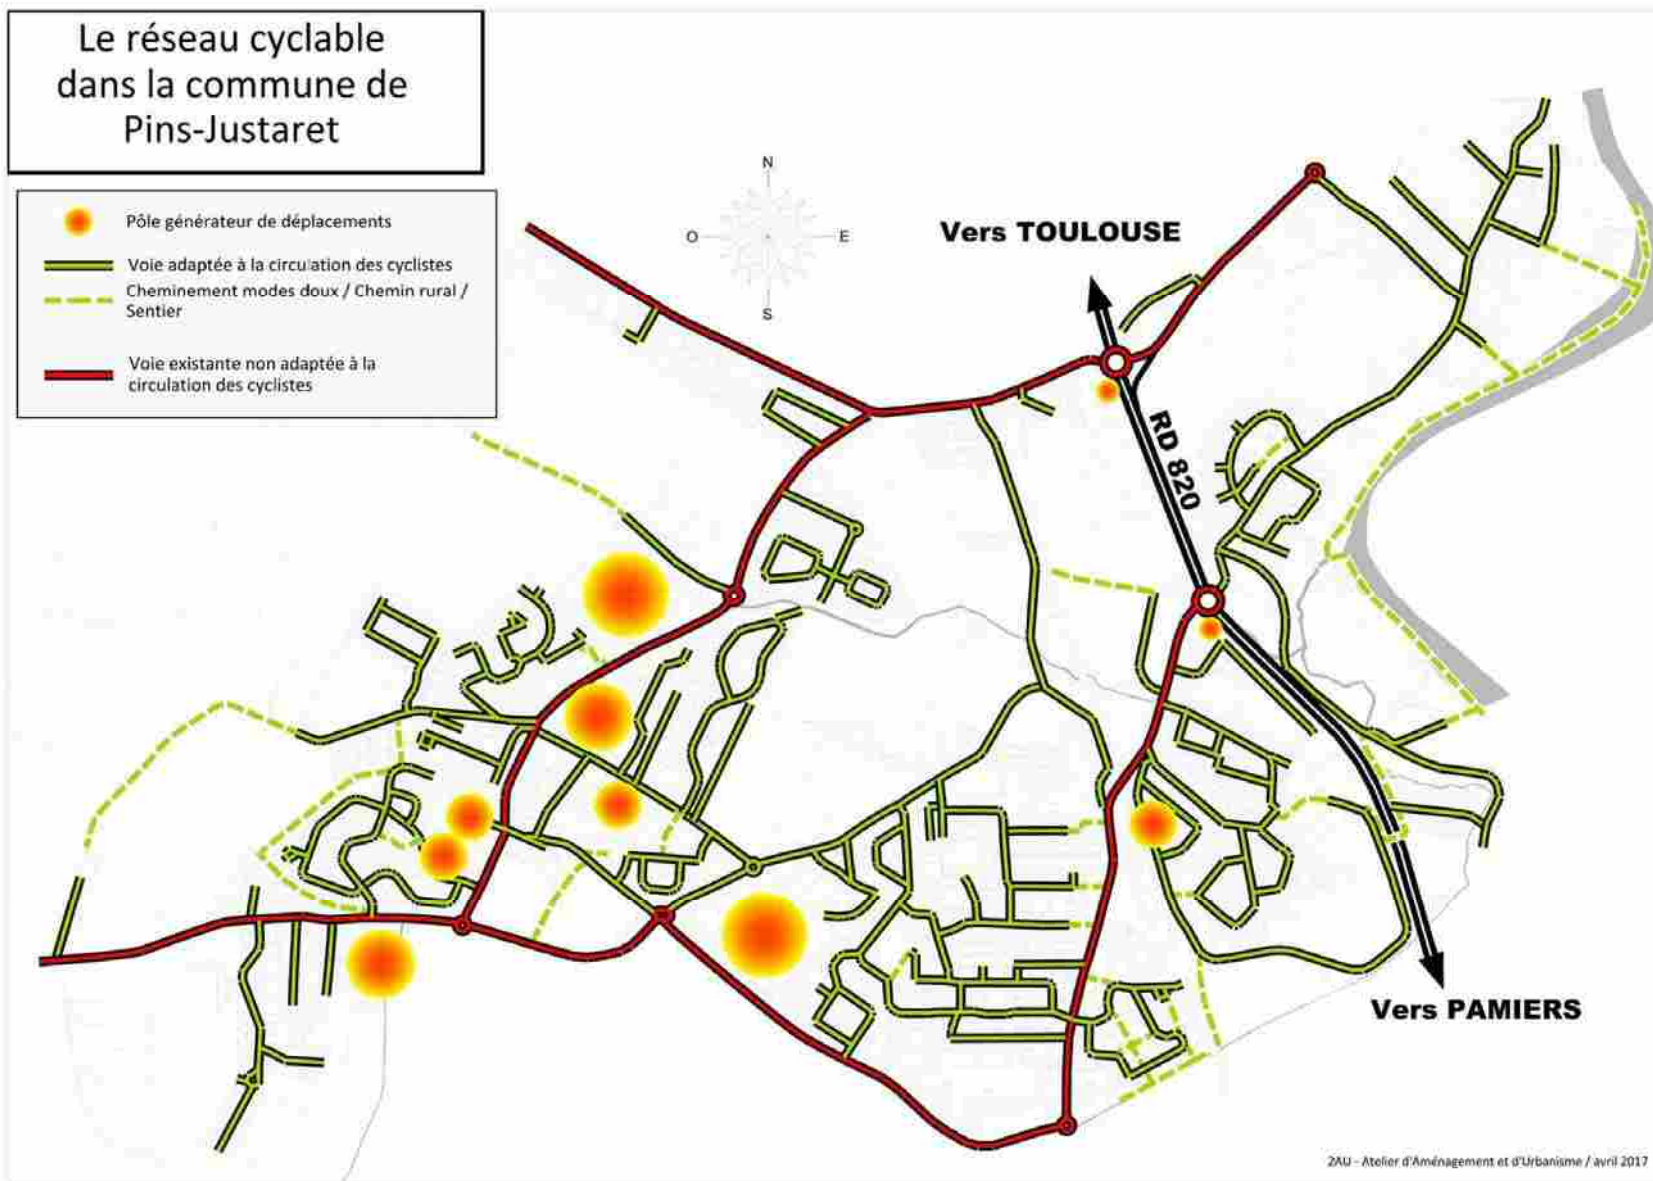 Le réseau cyclable
dans la commune de
Pins-Justaret
Pôle générateur de déplacements
Voie adaptée à la circulation des cyclistes
Cheminement modes doux / Chemin rural /
Sentier
Voie existante non adaptée à la
circulation des cyclistes
N
O
E
S
Vers TOULOUSE
RD 820
Vers PAMIERS
2AU - Atelier d'Aménagement et d'Urbanisme / avril 2017